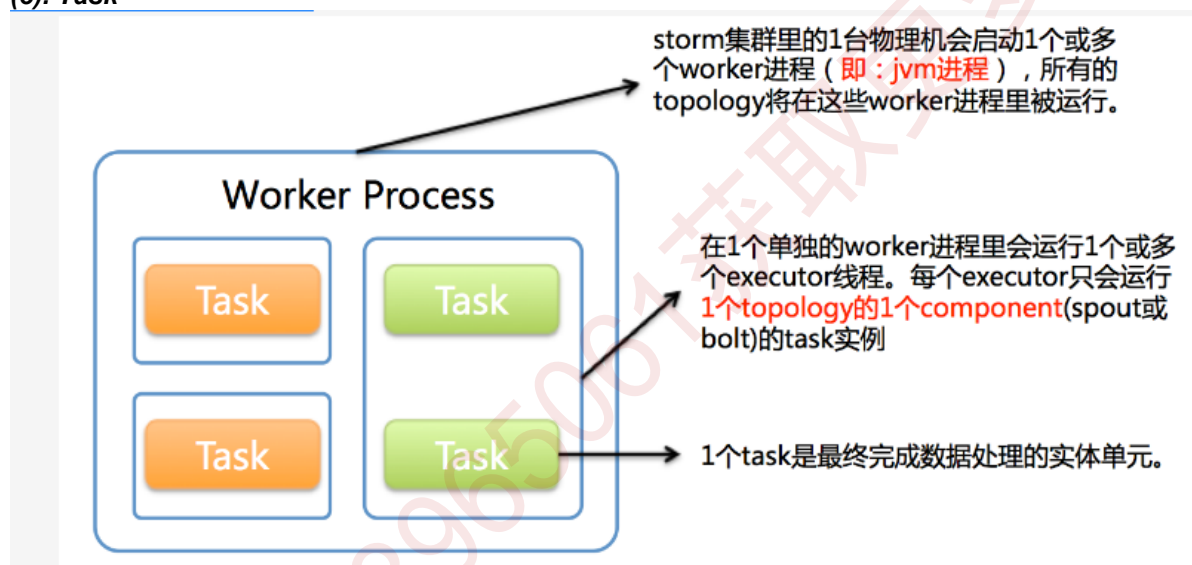 (3). Task
storm集群里的1台物理机会启动1个或多
个worker进程（即：jvm进程），所有的
topology将在这些worker进程里被运行。
Worker Process
在1个单独的worker进程里会运行1个或多
个executor线程。每个executor只会运行
1个topology的1个component(spout或
bolt)的task实例
Task
Task
Task
Task
1个task是最终完成数据处理的实体单元。